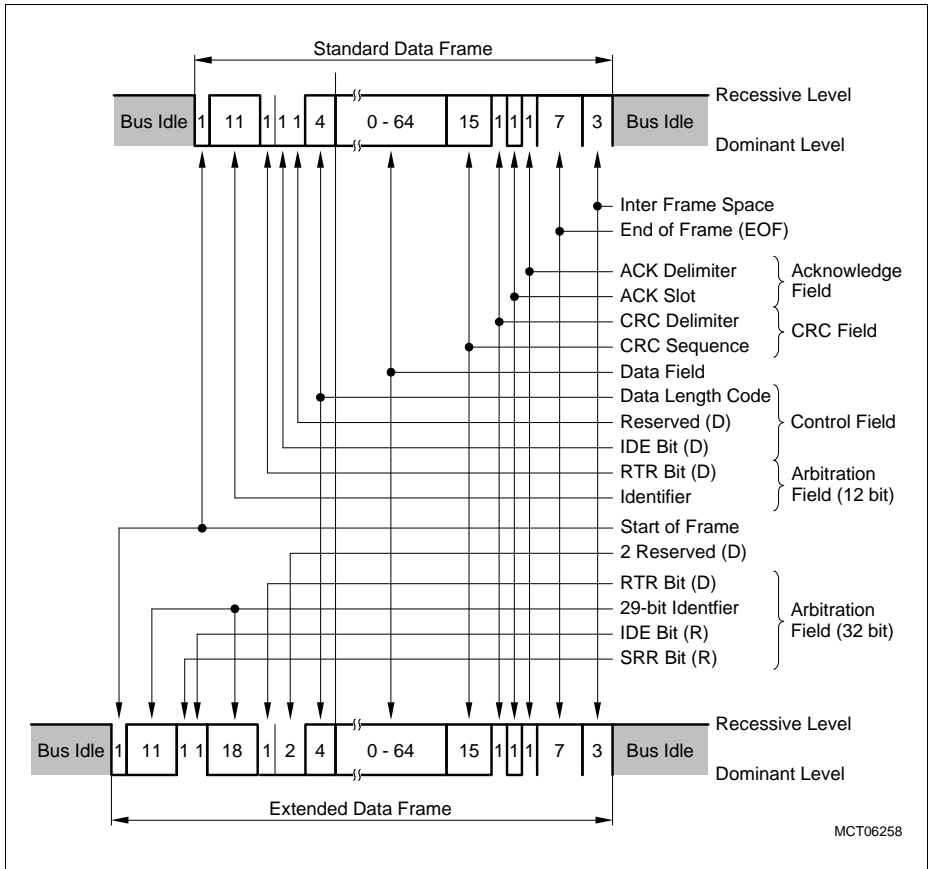 Standard Data Frame
Recessive Level
Bus Idle 1 11 1 1 1 4 0 - 64 15 1 1 1 7 3 Bus Idle
Dominant Level
Inter Frame Space
End of Frame (EOF)
ACK Delimiter
Acknowledge
Field
ACK Slot
CRC Delimiter
CRC Field
CRC Sequence
Data Field
Data Length Code
Reserved (D)
Control Field
IDE Bit (D)
RTR Bit (D)
Arbitration
Field (12 bit)
Identifier
Start of Frame
2 Reserved (D)
RTR Bit (D)
29-bit Identfier
Arbitration
Field (32 bit)
IDE Bit (R)
SRR Bit (R)
Recessive Level
Bus Idle 1 11 1 1 18 1 2 4 0 - 64 15 1 1 1 7 3 Bus Idle
Dominant Level
Extended Data Frame
MCT06258